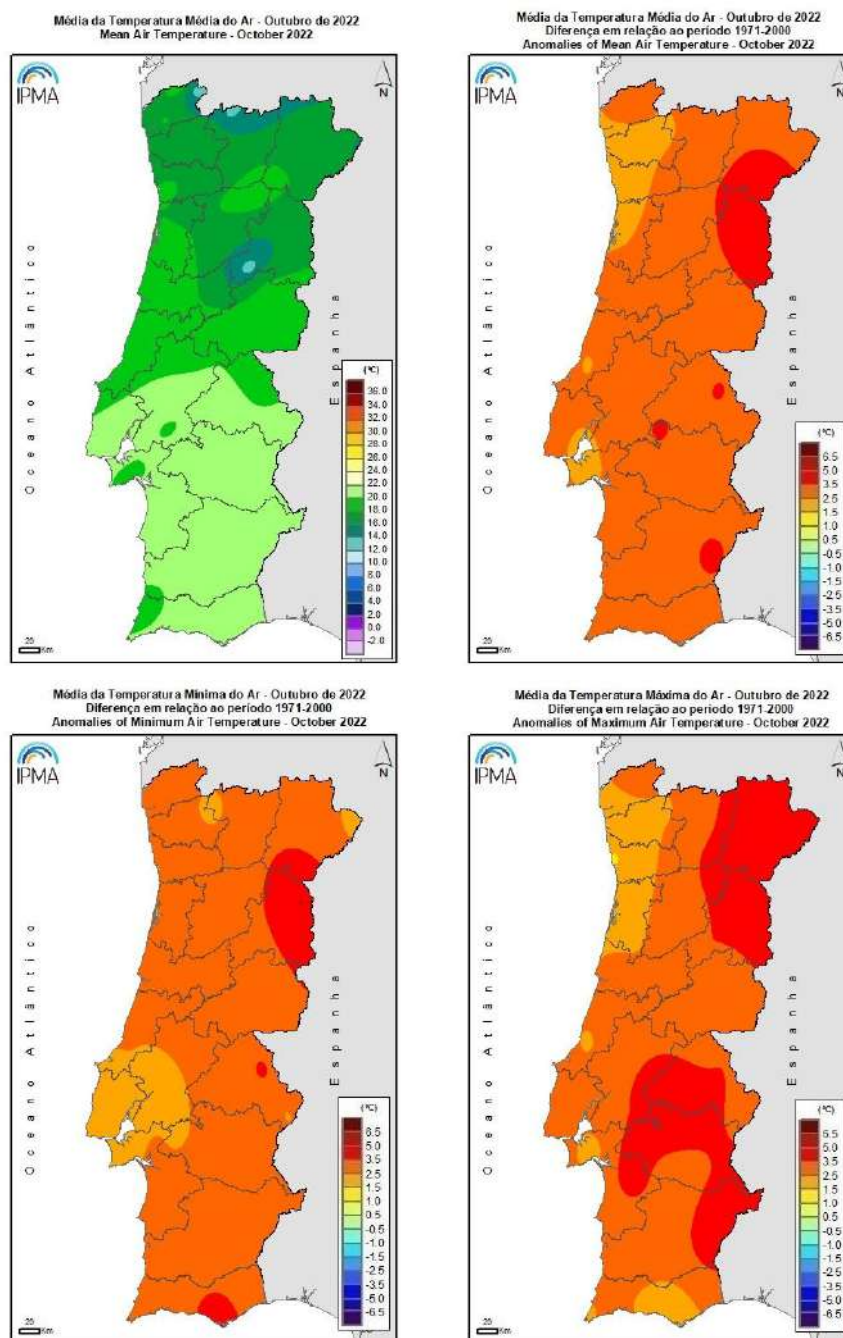 Média da Temperatura Média do Ar - Outubro de 2022
Mean Air Temperature - October 2022
IPMA
N
Oceano Atlântico
Espanha
(ºC)
36.0
34.0
32.0
30.0
28.0
26.0
24.0
22.0
20.0
18.0
16.0
14.0
12.0
10.0
8.0
6.0
4.0
2.0
0.0
-2.0
Km
Média da Temperatura Média do Ar - Outubro de 2022
Diferença em relação ao período 1971-2000
Anomalies of Mean Air Temperature - October 2022
IPMA
N
Oceano Atlântico
Espanha
(ºC)
6.5
5.0
3.5
2.5
1.5
1.0
0.5
-0.5
-1.0
-2.5
-3.5
-5.0
-6.5
Km
Média da Temperatura Mínima do Ar - Outubro de 2022
Diferença em relação ao período 1971-2000
Anomalies of Minimum Air Temperature - October 2022
IPMA
N
Oceano Atlântico
Espanha
(ºC)
6.5
5.0
3.5
2.5
1.5
1.0
0.5
-0.5
-1.0
-2.5
-3.5
-5.0
-6.5
Km
Média da Temperatura Máxima do Ar - Outubro de 2022
Diferença em relação ao período 1971-2000
Anomalies of Maximum Air Temperature - October 2022
IPMA
N
Oceano Atlântico
Espanha
(ºC)
6.5
5.0
3.5
2.5
1.5
1.0
0.5
-0.5
-1.0
-2.5
-3.5
-5.0
-6.5
Km